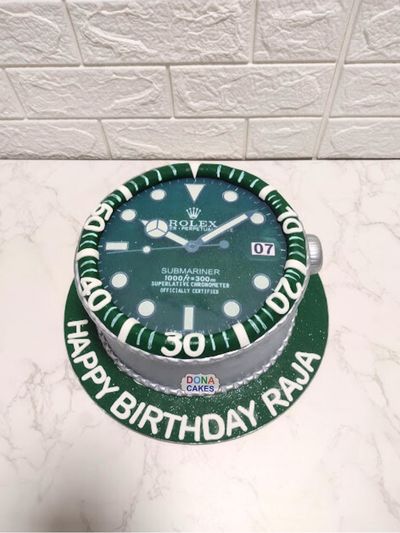 ROLEX
SUBMARINER
1000ft=300m
SUPERLATIVE CHRONOMETER
OFFICIALLY CERTIFIED
07
10
20
30
40
50
DONA
CAKES
HAPPY BIRTHDAY RAJA